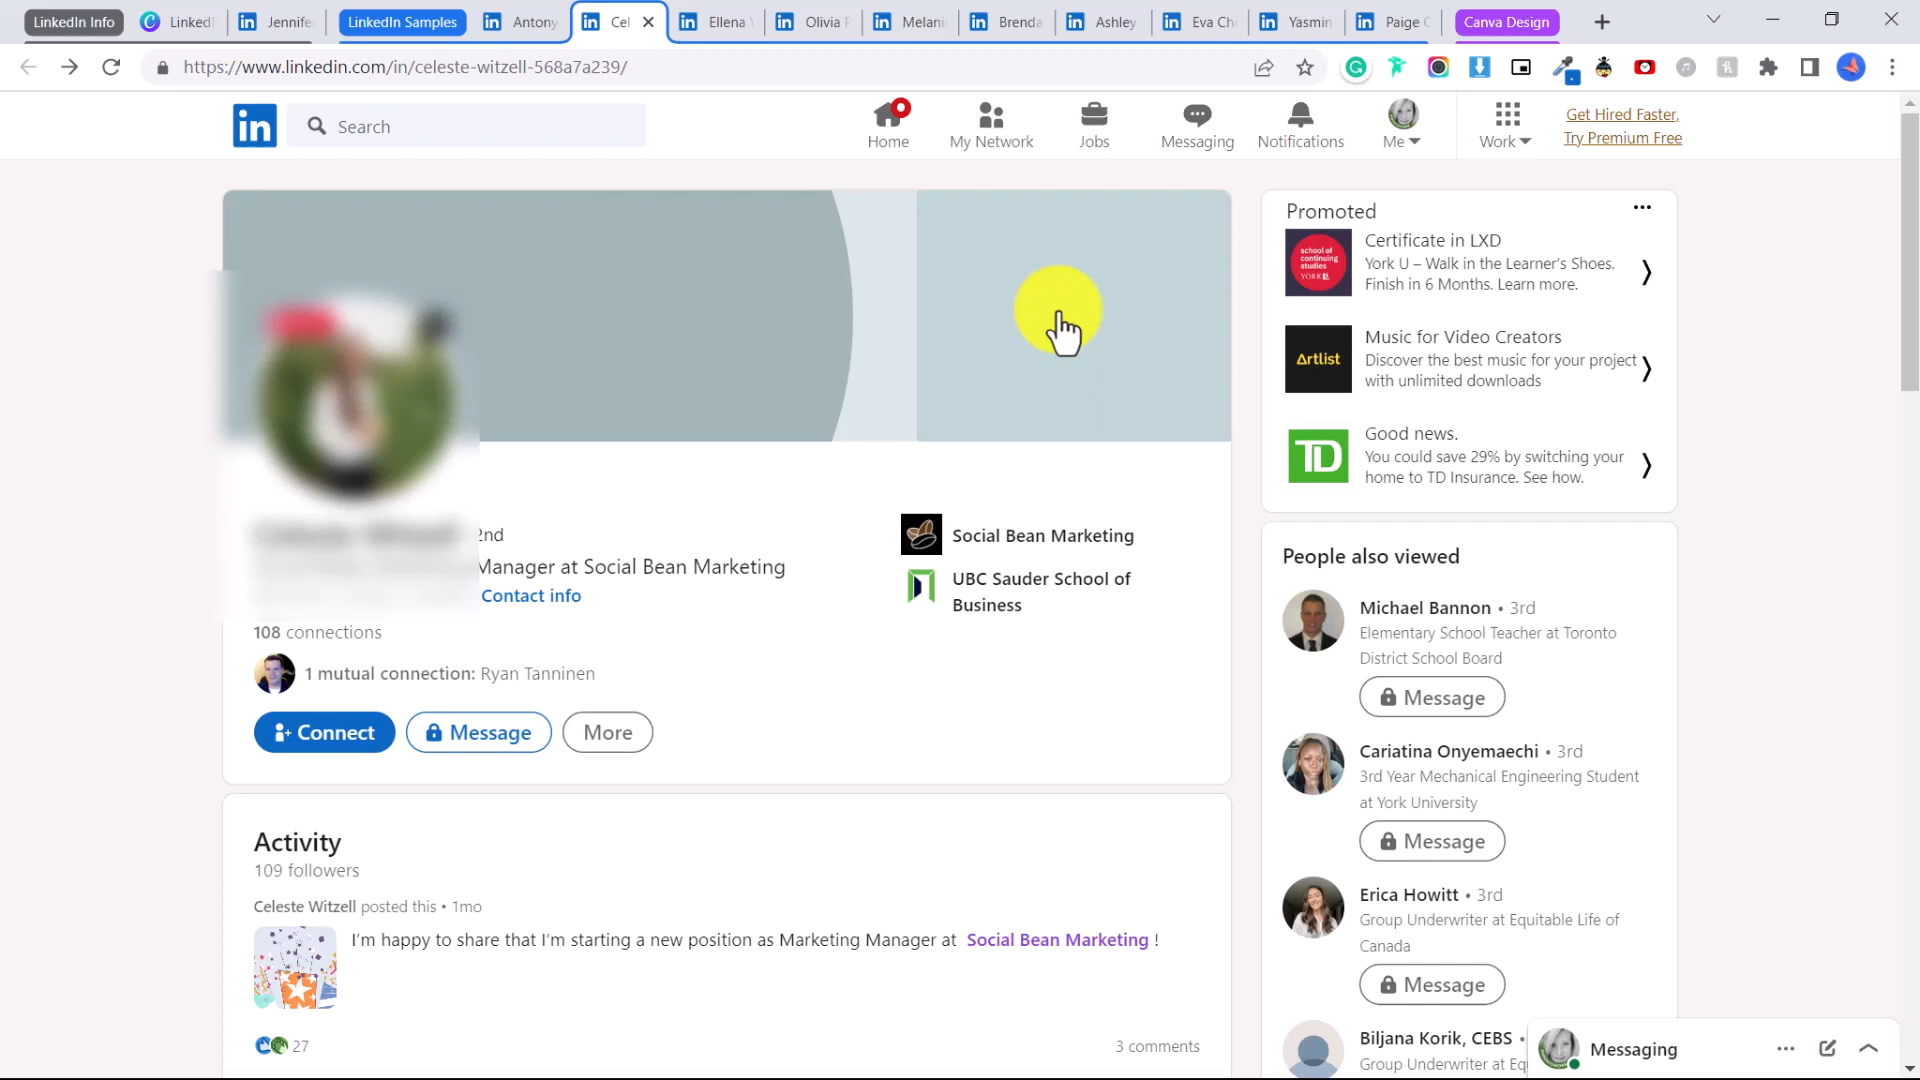 LinkedIn Info
LinkedI
Jennife
LinkedIn Samples
Antony
Cel
Ellena
Olivia
Melani
Brenda
Ashley
Eva Ch
Yasmin
Paige
Canva Design
https://www.linkedin.com/in/celeste-witzell-568a7a239/
in
Search
Home
My Network
Jobs
Messaging
Notifications
Me
Work
Get Hired Faster,
Try Premium Free
2nd
Manager at Social Bean Marketing
Contact info
108 connections
1 mutual connection: Ryan Tanninen
Connect
Message
More
Social Bean Marketing
UBC Sauder School of
Business
Activity
109 followers
Celeste Witzell posted this • 1mo
I'm happy to share that I'm starting a new position as Marketing Manager at Social Bean Marketing !
27
3 comments
Promoted
school of
continuing
studies
YORK U
Certificate in LXD
York U – Walk in the Learner's Shoes.
Finish in 6 Months. Learn more.
Artlist
Music for Video Creators
Discover the best music for your project
with unlimited downloads
TD
Good news.
You could save 29% by switching your
home to TD Insurance. See how.
People also viewed
Michael Bannon • 3rd
Elementary School Teacher at Toronto
District School Board
Message
Cariatina Onyemaechi • 3rd
3rd Year Mechanical Engineering Student
at York University
Message
Erica Howitt • 3rd
Group Underwriter at Equitable Life of
Canada
Message
Biljana Korik, CEBS •
Group Underwriter at Eq
Messaging